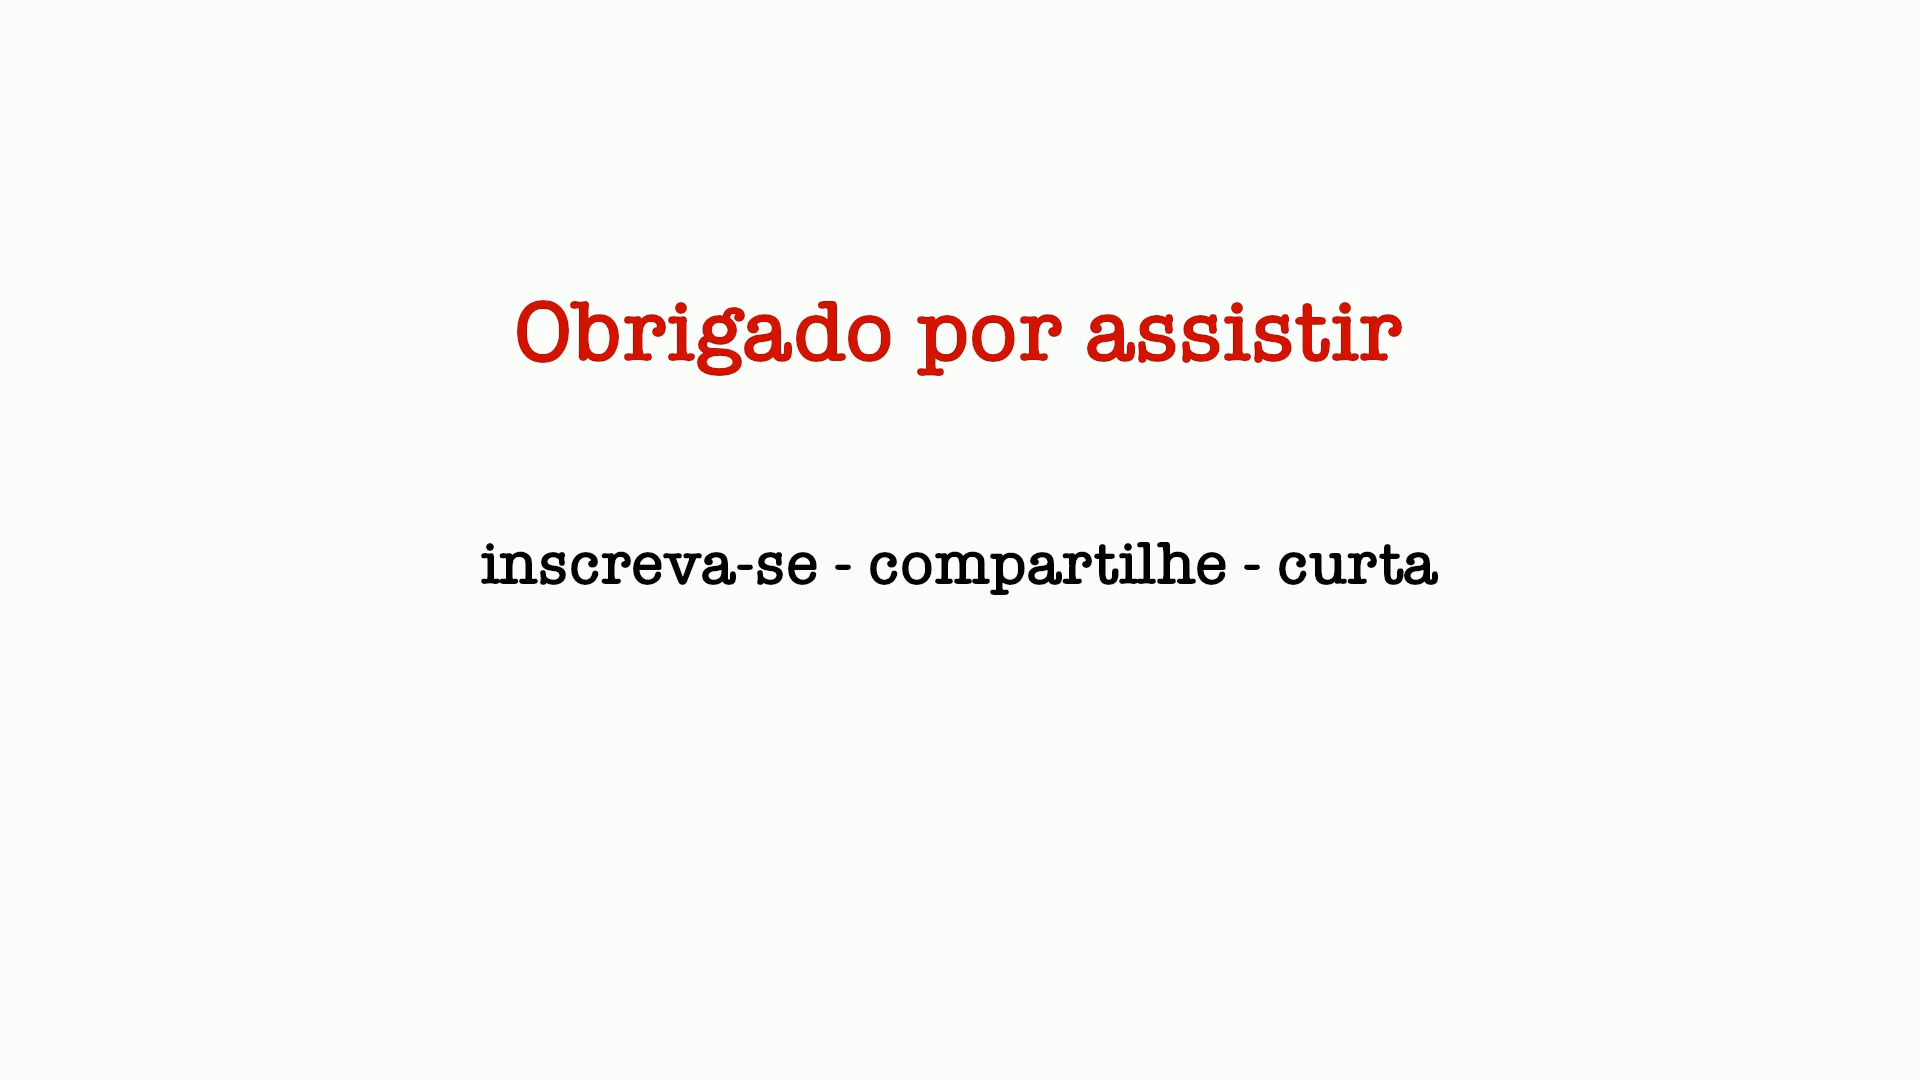 Obrigado por assistir
inscreva-se - compartilhe - curta